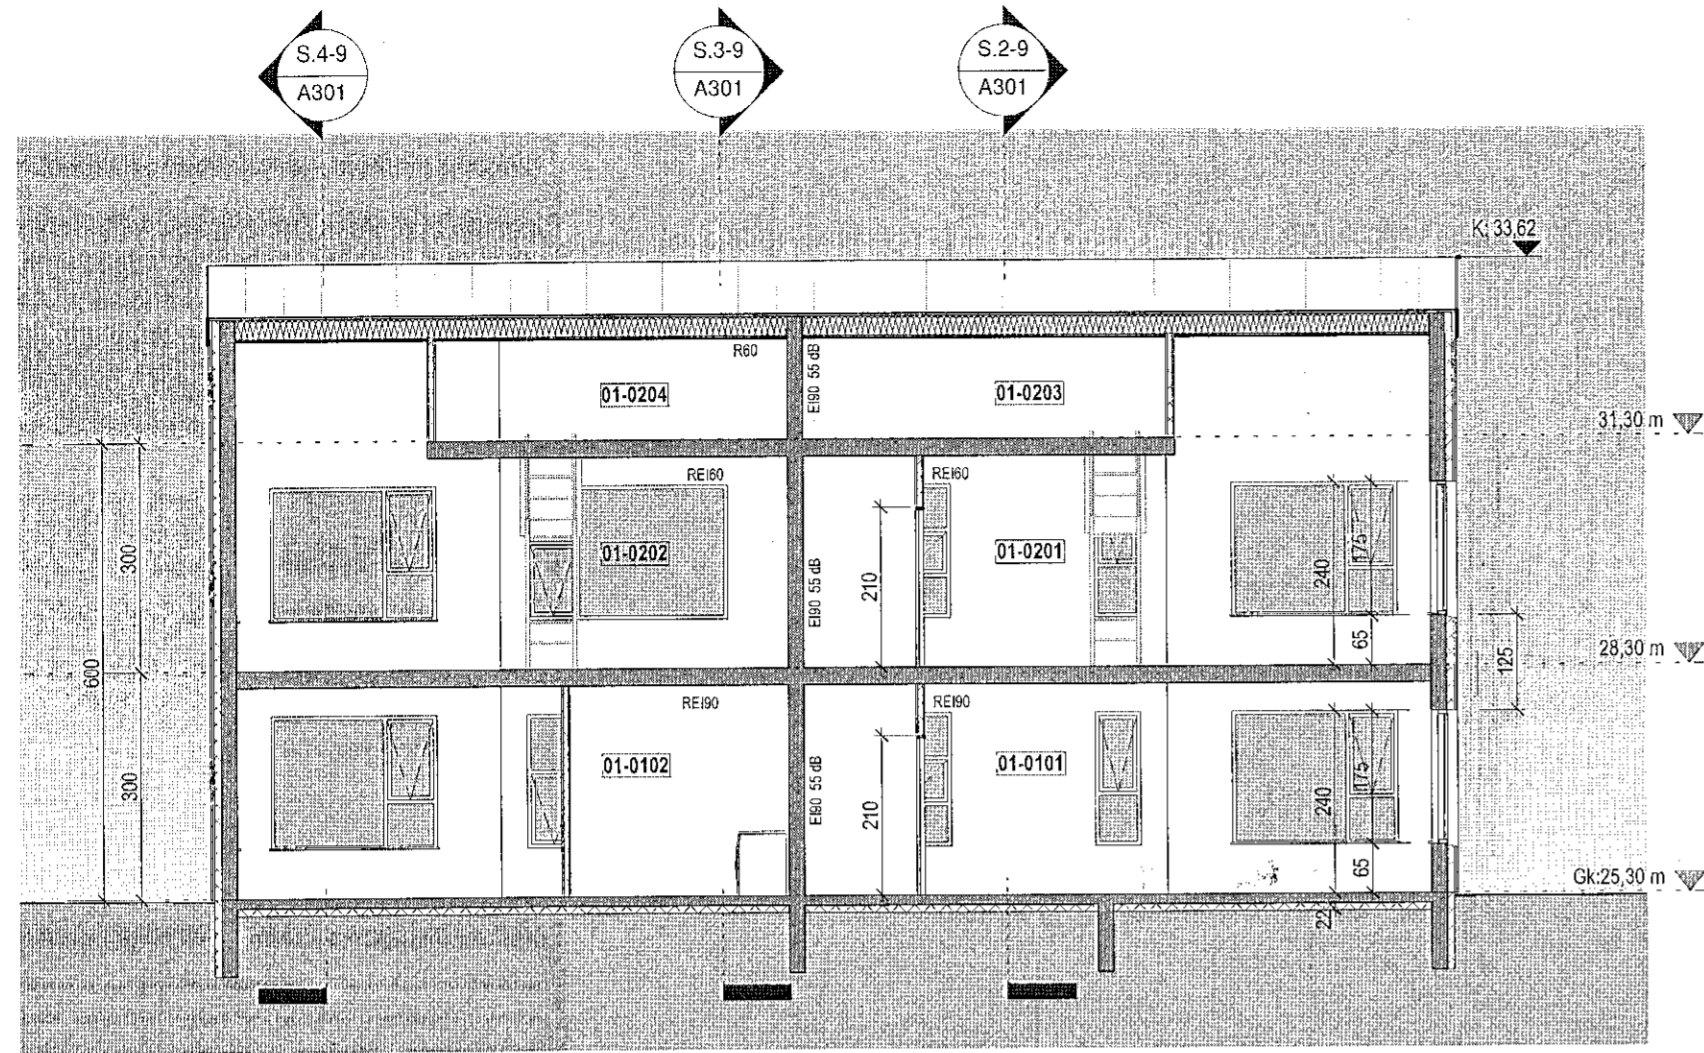 S.4-9
A301
S.3-9
A301
S.2-9
A301
K: 33,62
R60
EI90 55 dB
01-0204
01-0203
31,30 m
REI60
REI60
300
01-0202
EI90 55 dB
210
01-0201
240
175
65
600
28,30 m
125
REI90
REI90
300
01-0102
EI90 55 dB
210
01-0101
240
175
65
Gk:25,30 m
22